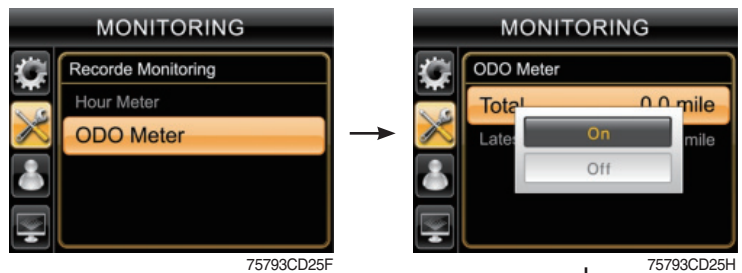 MONITORING
Recorde Monitoring
Hour Meter
ODO Meter
75793CD25F
MONITORING
ODO Meter
Total 0.0 mile
Lates mile
On
Off
75793CD25H